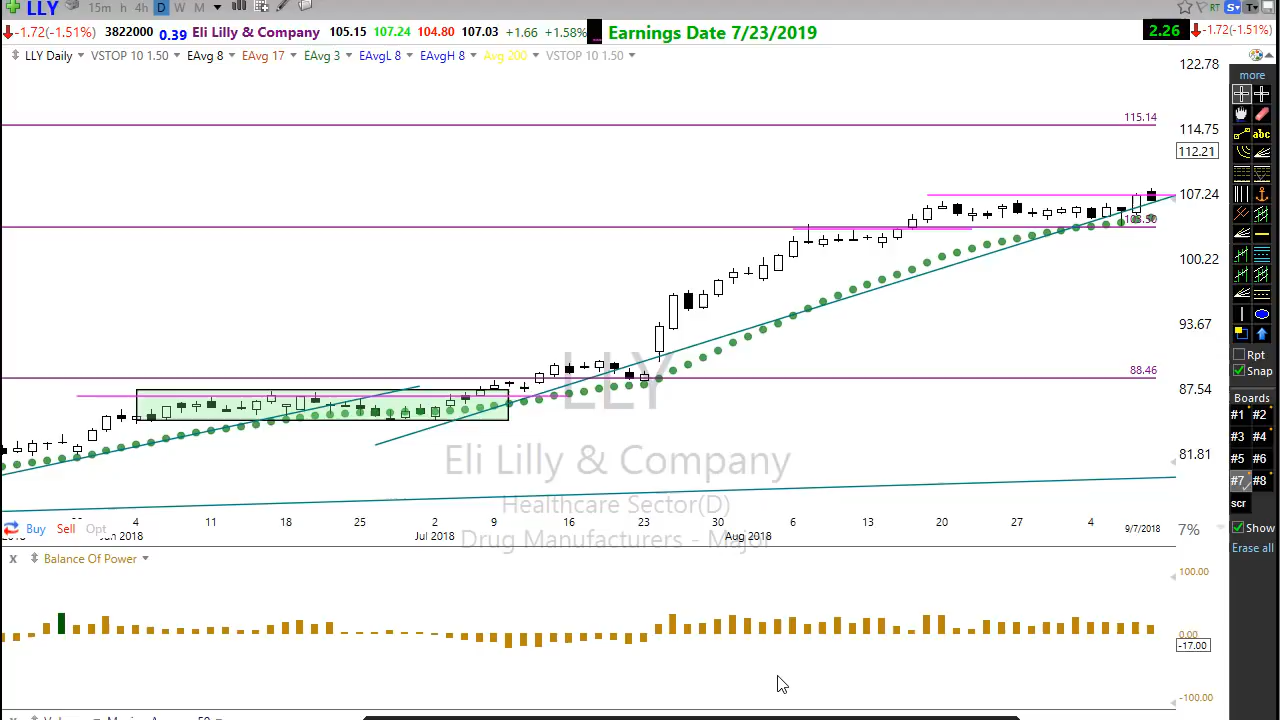 LLY 15m h 4h D W M RT S T
-1.72(-1.51%) 3822000 0.39 Eli Lilly & Company 105.15 107.24 104.80 107.03 +1.66 +1.58% Earnings Date 7/23/2019 2.26 -1.72(-1.51%)
LLY Daily VSTOP 10 1.50 EAvg 8 EAvg 17 EAvg 3 EAvgL 8 EAvgH 8 Avg 200 VSTOP 10 1.50
122.78
more
115.14
114.75
abc
112.21
107.24
103.50
100.22
93.67
LLY
Rpt
Snap
88.46
87.54
Boards
#1 #2
#3 #4
Eli Lilly & Company
81.81
#5 #6
#7 #8
Healthcare Sector(D)
scr
4 11 18 25 2 9 16 23 30 6 13 20 27 4 9/7/2018
Buy Sell Opt
7%
Show
Jun 2018 Jul 2018 Aug 2018
Drug Manufacturers - Major
Erase all
x Balance Of Power
100.00
0.00
-17.00
-100.00